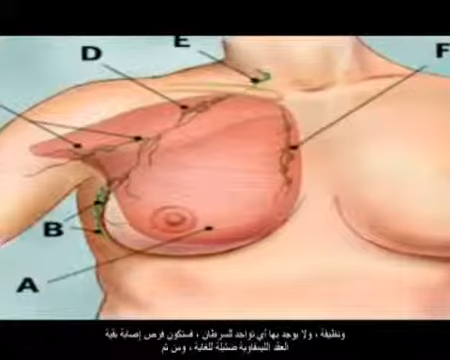 E
D
F
B
A
ونظيفة ، ولا يوجد بها أي تواجد للسرطان ، فستكون فرص إصابة بقية
العقد الليمفاوية ضئيلة للغاية ، ومن ثم